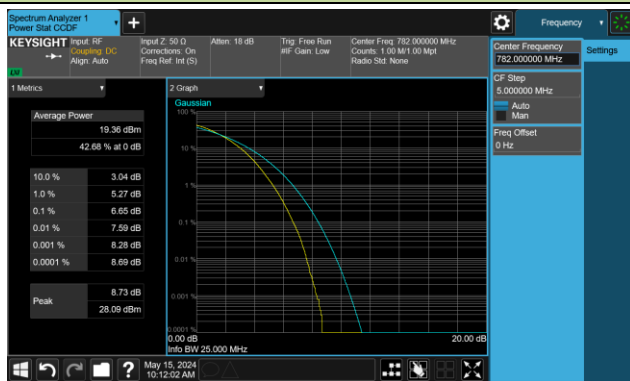 Spectrum Analyzer 1
Power Stat CCDF
Frequency
KEYSIGHT
Input: RF
Coupling: DC
Align: Auto
Input Z: 50 Ω
Corrections: On
Freq Ref: Int (S)
Atten: 18 dB
Trig: Free Run
#IF Gain: Low
Center Freq: 782.000000 MHz
Counts: 1.00 M/1.00 Mpt
Radio Std: None
LXI
Center Frequency
782.000000 MHz
Settings
CF Step
5.000000 MHz
Auto
Man
Freq Offset
0 Hz
1 Metrics
2 Graph
Average Power
19.36 dBm
42.68 % at 0 dB
10.0 % 3.04 dB
1.0 % 5.27 dB
0.1 % 6.65 dB
0.01 % 7.59 dB
0.001 % 8.28 dB
0.0001 % 8.69 dB
Peak 8.73 dB
28.09 dBm
Gaussian
100 %
10 %
1 %
0.1 %
0.01 %
0.001 %
0.0001 %
0.00 dB 20.00 dB
Info BW 25.000 MHz
May 15, 2024
10:12:02 AM